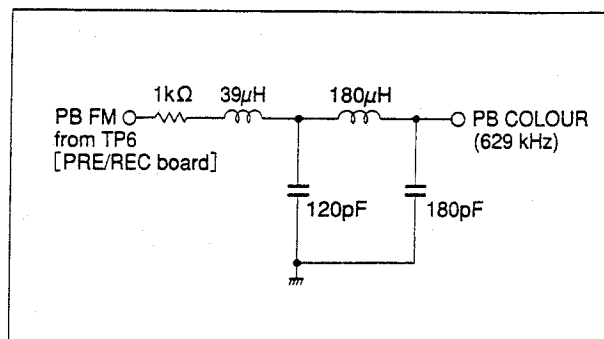 1kΩ 39μH 180μH
PB FM
from TP6
[PRE/REC board]
PB COLOUR
(629 kHz)
120pF 180pF